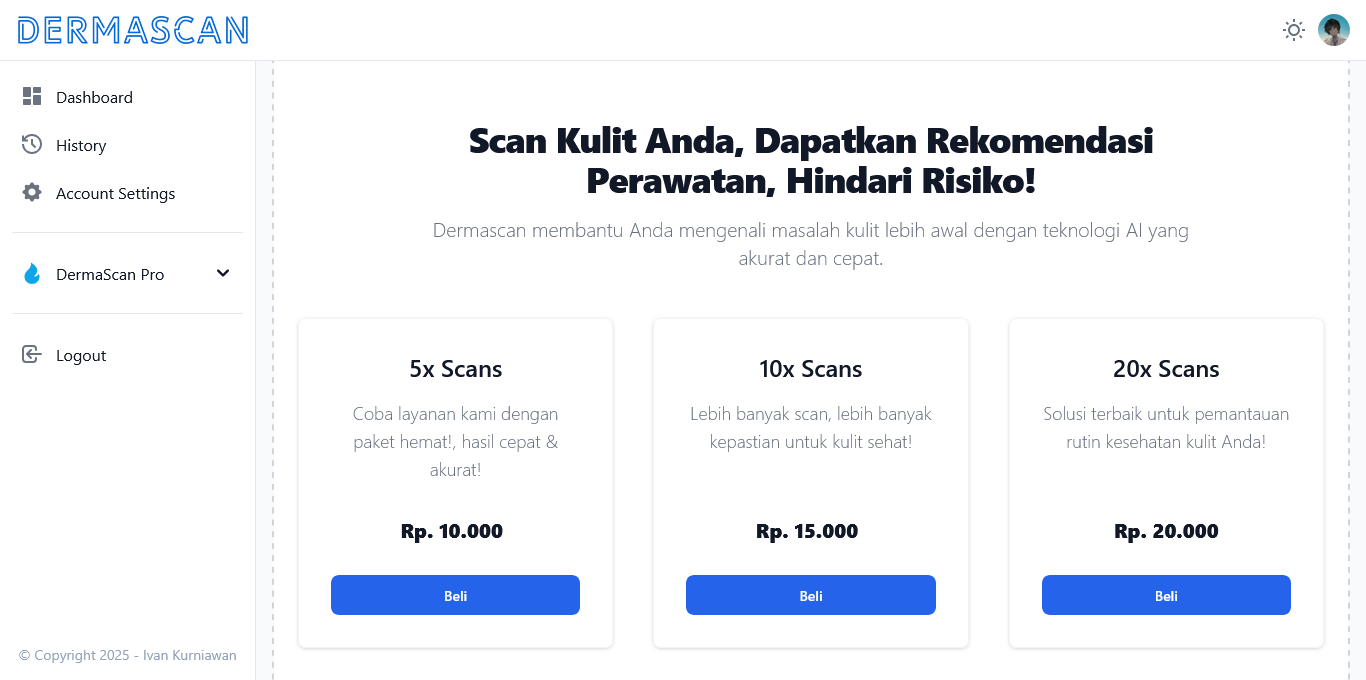 DERMASCAN
Dashboard
History
Account Settings
DermaScan Pro
Logout
© Copyright 2025 - Ivan Kurniawan
Scan Kulit Anda, Dapatkan Rekomendasi
Perawatan, Hindari Risiko!
Dermascan membantu Anda mengenali masalah kulit lebih awal dengan teknologi AI yang
akurat dan cepat.
5x Scans
Coba layanan kami dengan
paket hemat!, hasil cepat &
akurat!
Rp. 10.000
Beli
10x Scans
Lebih banyak scan, lebih banyak
kepastian untuk kulit sehat!
Rp. 15.000
Beli
20x Scans
Solusi terbaik untuk pemantauan
rutin kesehatan kulit Anda!
Rp. 20.000
Beli